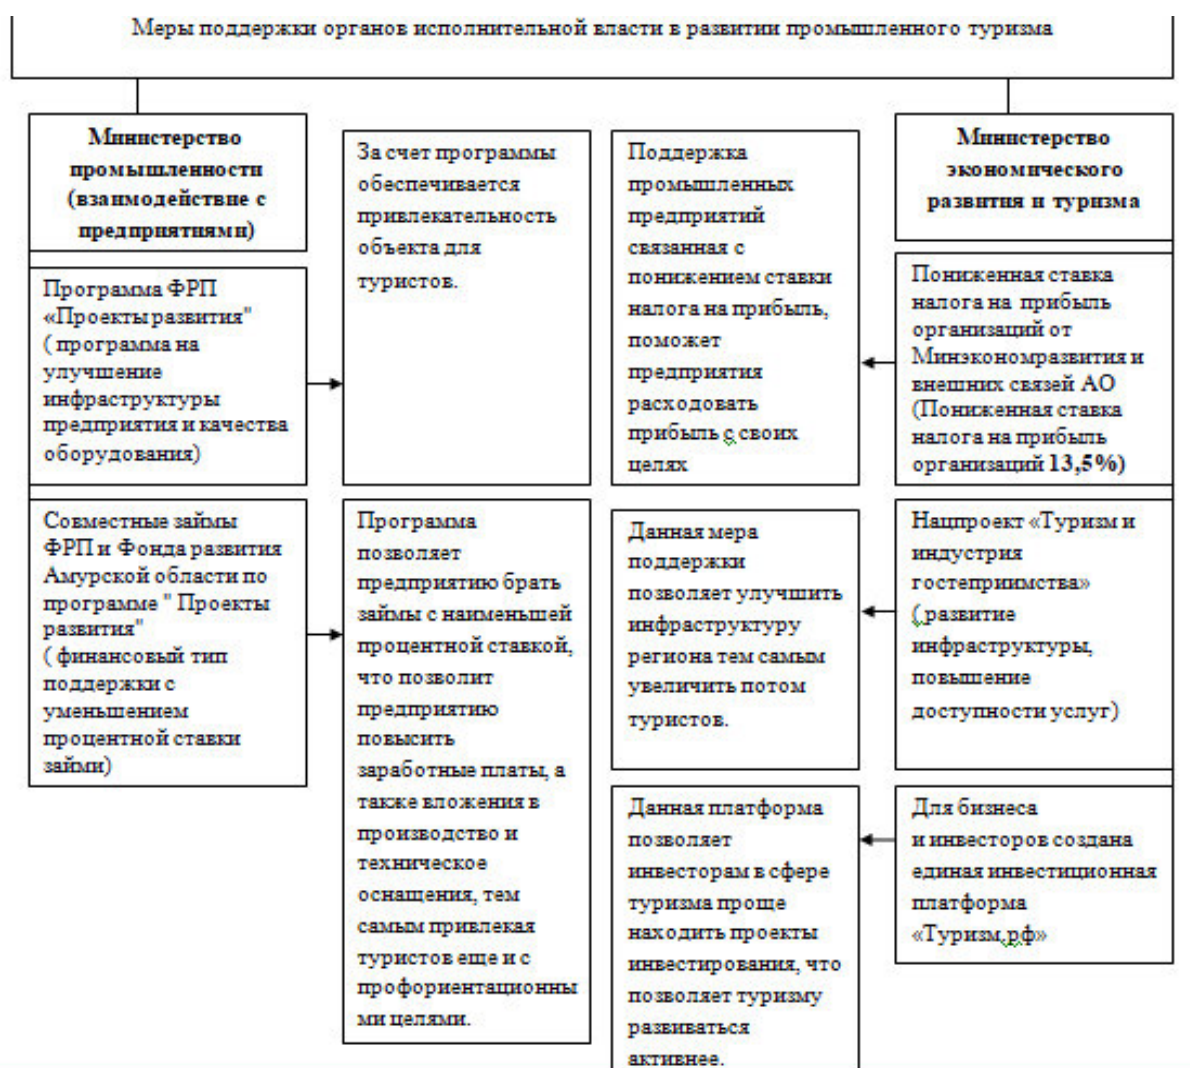 Меры поддержки органов исполнительной власти в развитии промышленного туризма
Министерство
промышленности
(взаимодействие с
предприятиями)
Программа ФРП
«Проекты развития"
( программа на
улучшение
инфраструктуры
предприятия и качества
оборудования)
Совместные займы
ФРП и Фонда развития
Амурской области по
программе " Проекты
развития"
( финансовый тип
поддержки с
уменьшением
процентной ставки
займи)
За счет программы
обеспечивается
привлекательность
объекта для
туристов.
Программа
позволяет
предприятию брать
займы с наименьшей
процентной ставкой,
что позволит
предприятию
повысить
заработные платы, а
также вложения в
производство и
техническое
оснащения, тем
самым привлекая
туристов еще и с
профориентационны
ми целями.
Поддержка
промышленных
предприятий
связанная с
понижением ставки
налога на прибыль,
поможет
предприятия
расходовать
прибыль с своих
целях
Данная мера
поддержки
позволяет улучшить
инфраструктуру
региона тем самым
увеличить потом
туристов.
Данная платформа
позволяет
инвесторам в сфере
туризма проще
находить проекты
инвестирования, что
позволяет туризму
развиваться
активнее.
Министерство
экономического
развития и туризма
Пониженная ставка
налога на прибыль
организаций от
Минэкономразвития и
внешних связей АО
(Пониженная ставка
налога на прибыль
организаций 13,5%)
Нацпроект «Туризм и
индустрия
гостеприимства»
( развитие
инфраструктуры,
повышение
доступности услуг)
Для бизнеса
и инвесторов создана
единая инвестиционная
платформа
«Туризм.рф»